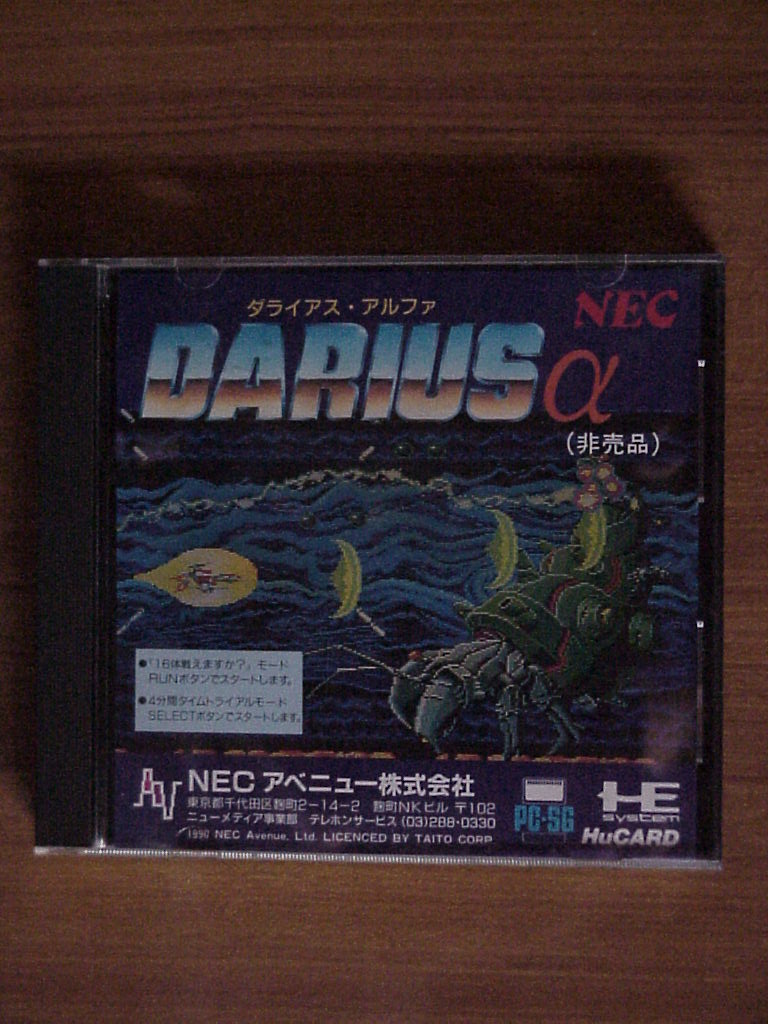 ダライアス・アルファ
NEC
DARIUS α
(非売品)
●「16体戦えますか?」モード
RUNボタンでスタートします。
●4分間タイムトライアルモード
SELECTボタンでスタートします。
NEC アベニュー株式会社
東京都千代田区麹町2-14-2 麹町NKビル 〒102
ニューメディア事業部 テレホンサービス (03)288-0330
1990 NEC Avenue, Ltd. LICENCED BY TAITO CORP
PC-SG
HE
system
HuCARD